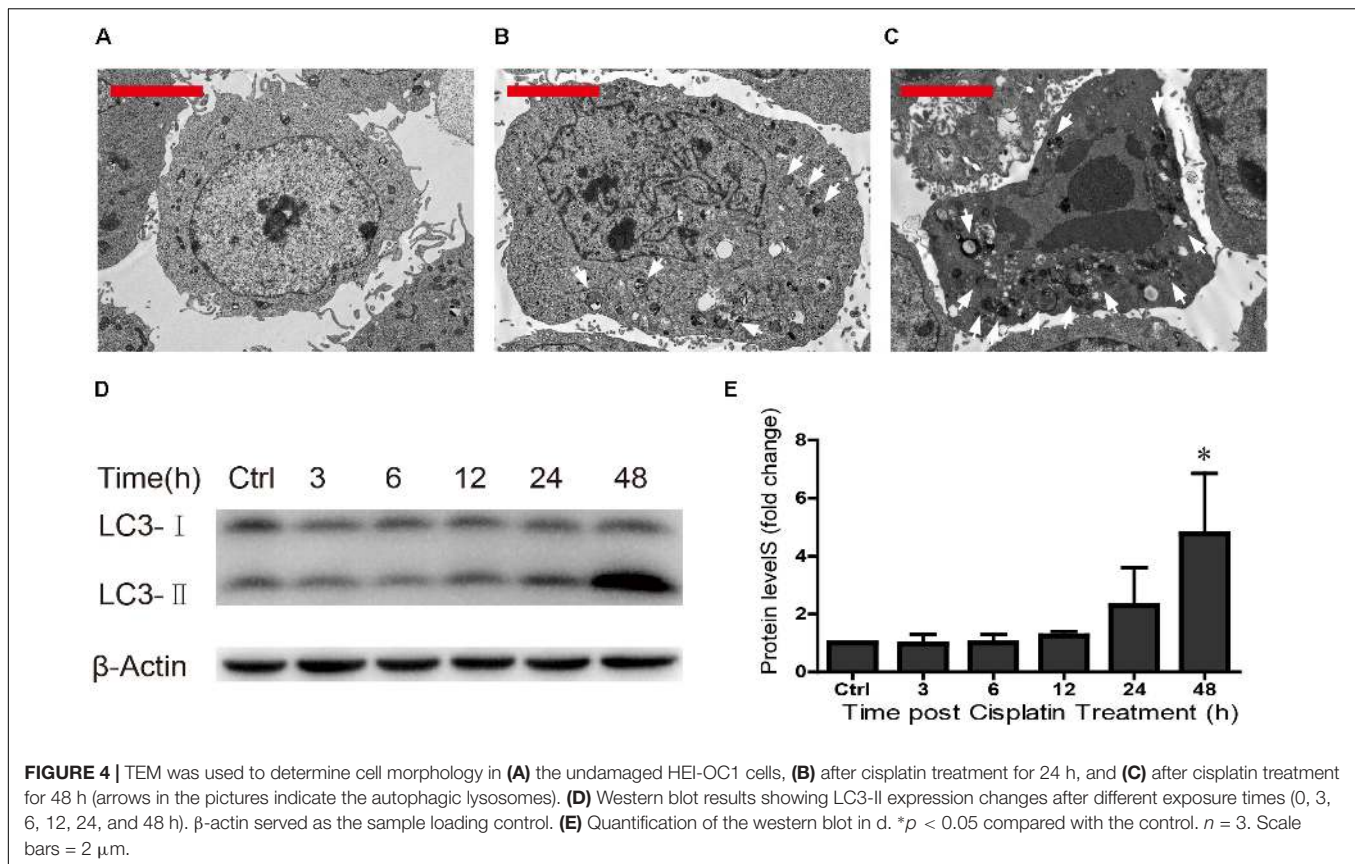 A
B
C
D
Time(h) Ctrl 3 6 12 24 48
LC3-Ⅰ
LC3-Ⅱ
β-Actin
E
Protein levelS (fold change)
8
6
4
2
0
*
Ctrl 3 6 12 24 48
Time post Cisplatin Treatment (h)
FIGURE 4 | TEM was used to determine cell morphology in (A) the undamaged HEI-OC1 cells, (B) after cisplatin treatment for 24 h, and (C) after cisplatin treatment
for 48 h (arrows in the pictures indicate the autophagic lysosomes). (D) Western blot results showing LC3-II expression changes after different exposure times (0, 3,
6, 12, 24, and 48 h). β-actin served as the sample loading control. (E) Quantification of the western blot in d. *p < 0.05 compared with the control. n = 3. Scale
bars = 2 μm.